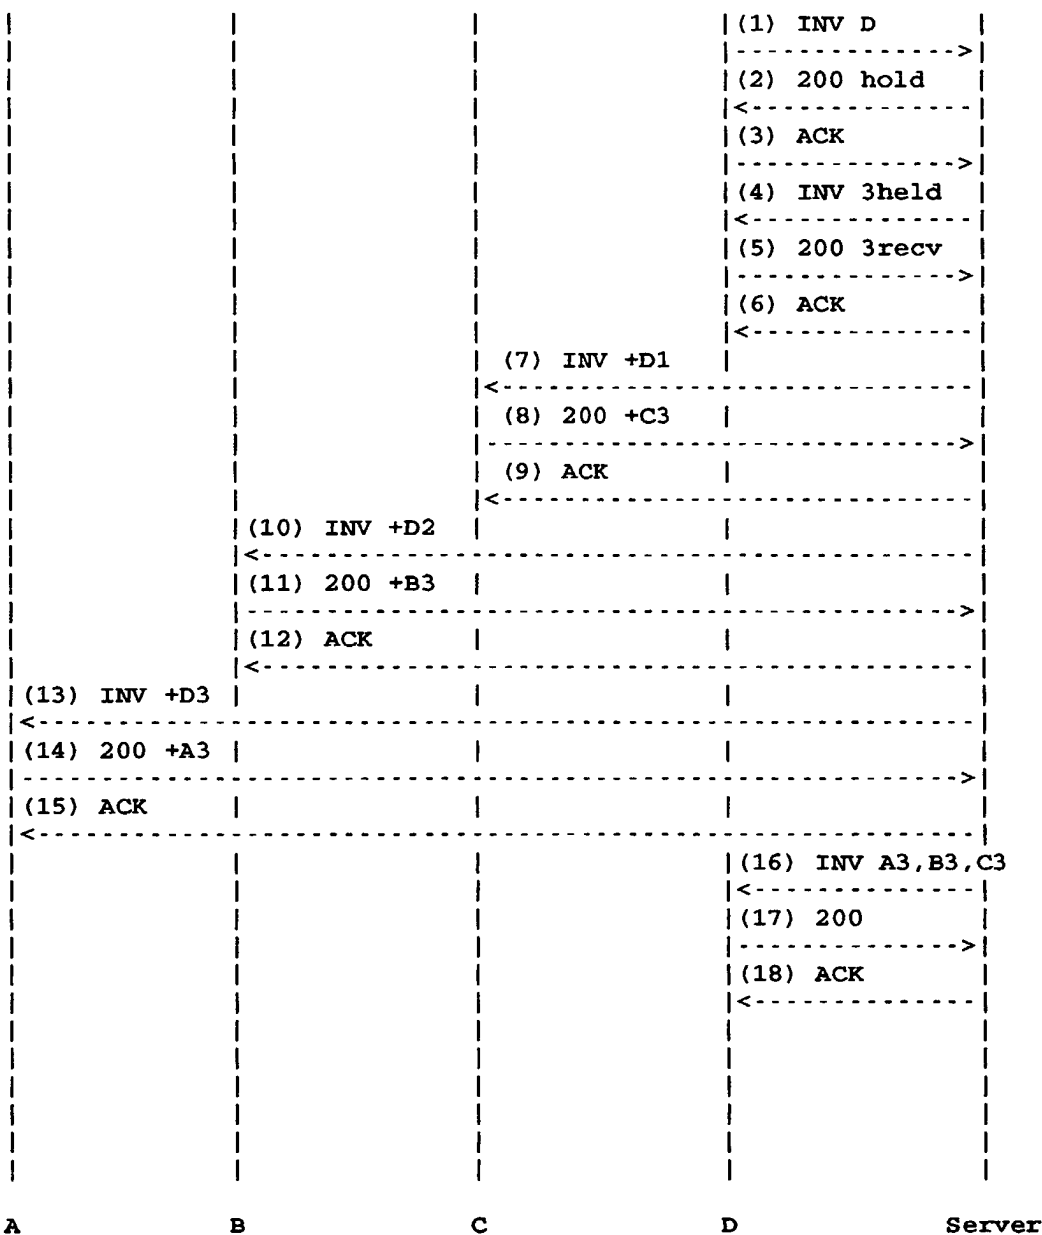 (1) INV D
(2) 200 hold
(3) ACK
(4) INV 3held
(5) 200 3recv
(6) ACK
(7) INV +D1
(8) 200 +C3
(9) ACK
(10) INV +D2
(11) 200 +B3
(12) ACK
(13) INV +D3
(14) 200 +A3
(15) ACK
(16) INV A3,B3,C3
(17) 200
(18) ACK
A B C D Server